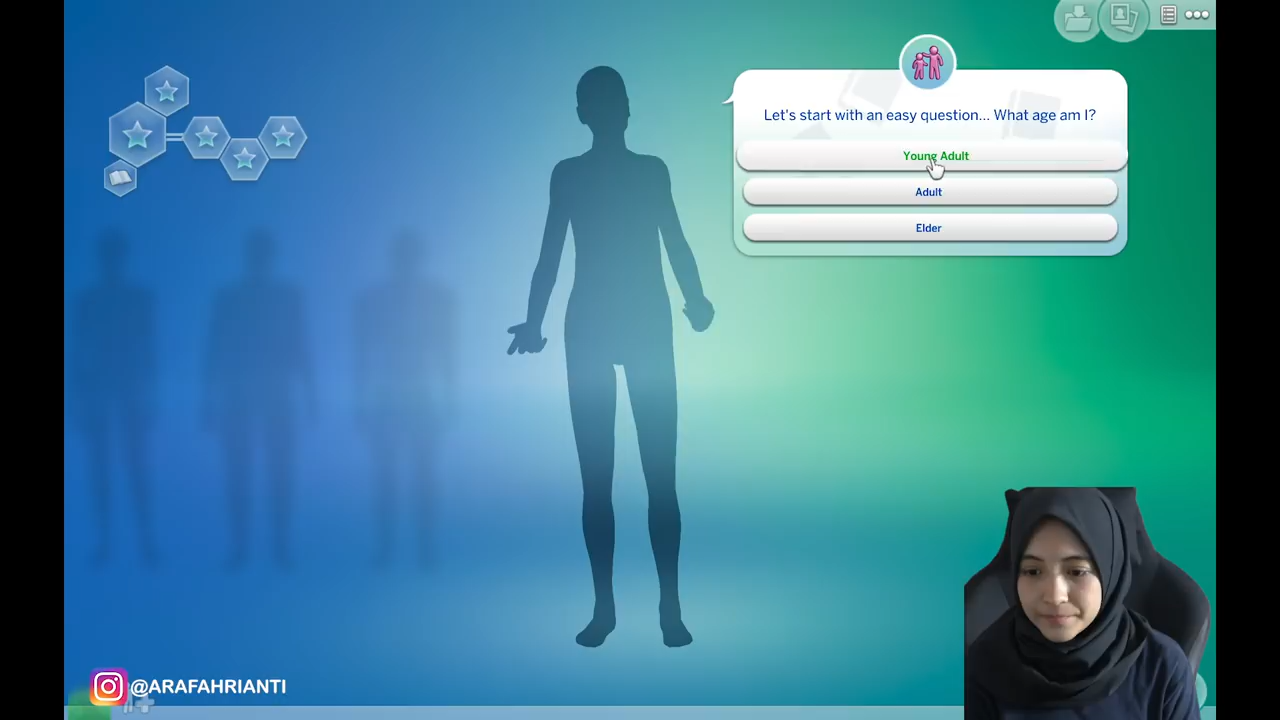 Let's start with an easy question... What age am I?
Young Adult
Adult
Elder
@ARAFAHRIANTI